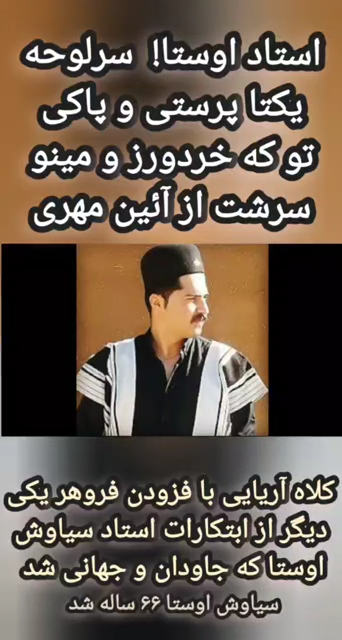 استاد اوستا! سرلوحه
یکتا پرستی و پاکی
تو که خردورز و مینو
سرشت از آئین مهری
کلاه آریایی با فزودن فروهر یکی
دیگر از ابتکارات استاد سیاوش
اوستا که جاودان و جهانی شد
سیاوش اوستا ۶۶ ساله شد